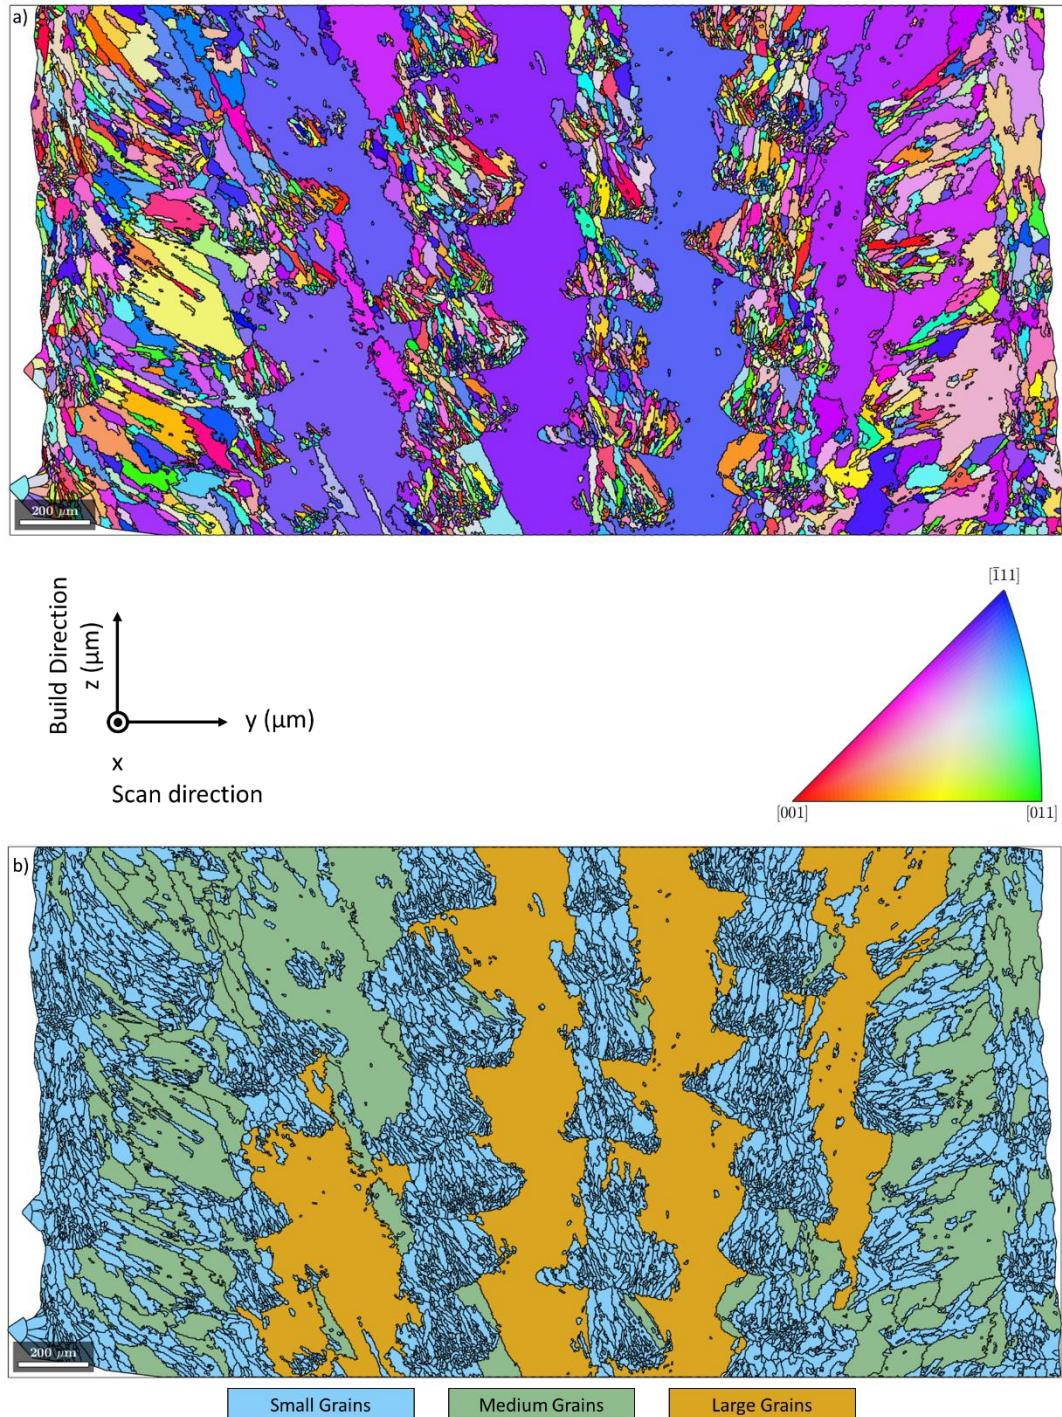 a)
200 μm
Build Direction
z (μm)
y (μm)
x
Scan direction
[1̅11]
[001]
[011]
b)
200 μm
Small Grains
Medium Grains
Large Grains